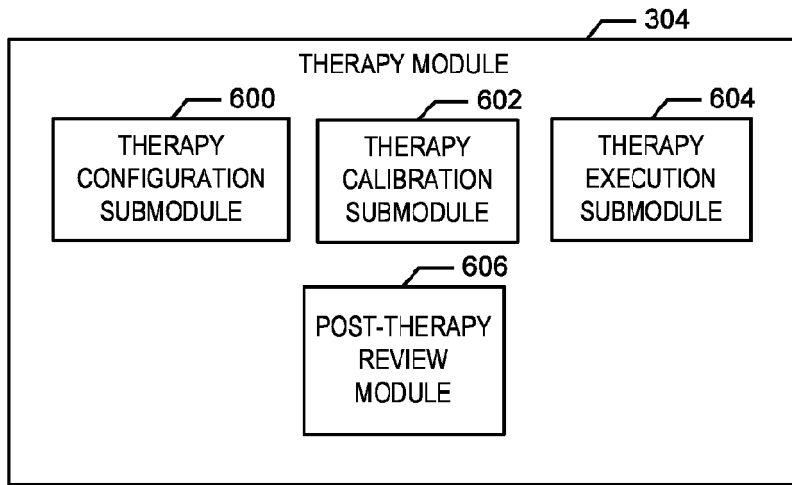 304
THERAPY MODULE
600
THERAPY
CONFIGURATION
SUBMODULE
602
THERAPY
CALIBRATION
SUBMODULE
604
THERAPY
EXECUTION
SUBMODULE
606
POST-THERAPY
REVIEW
MODULE